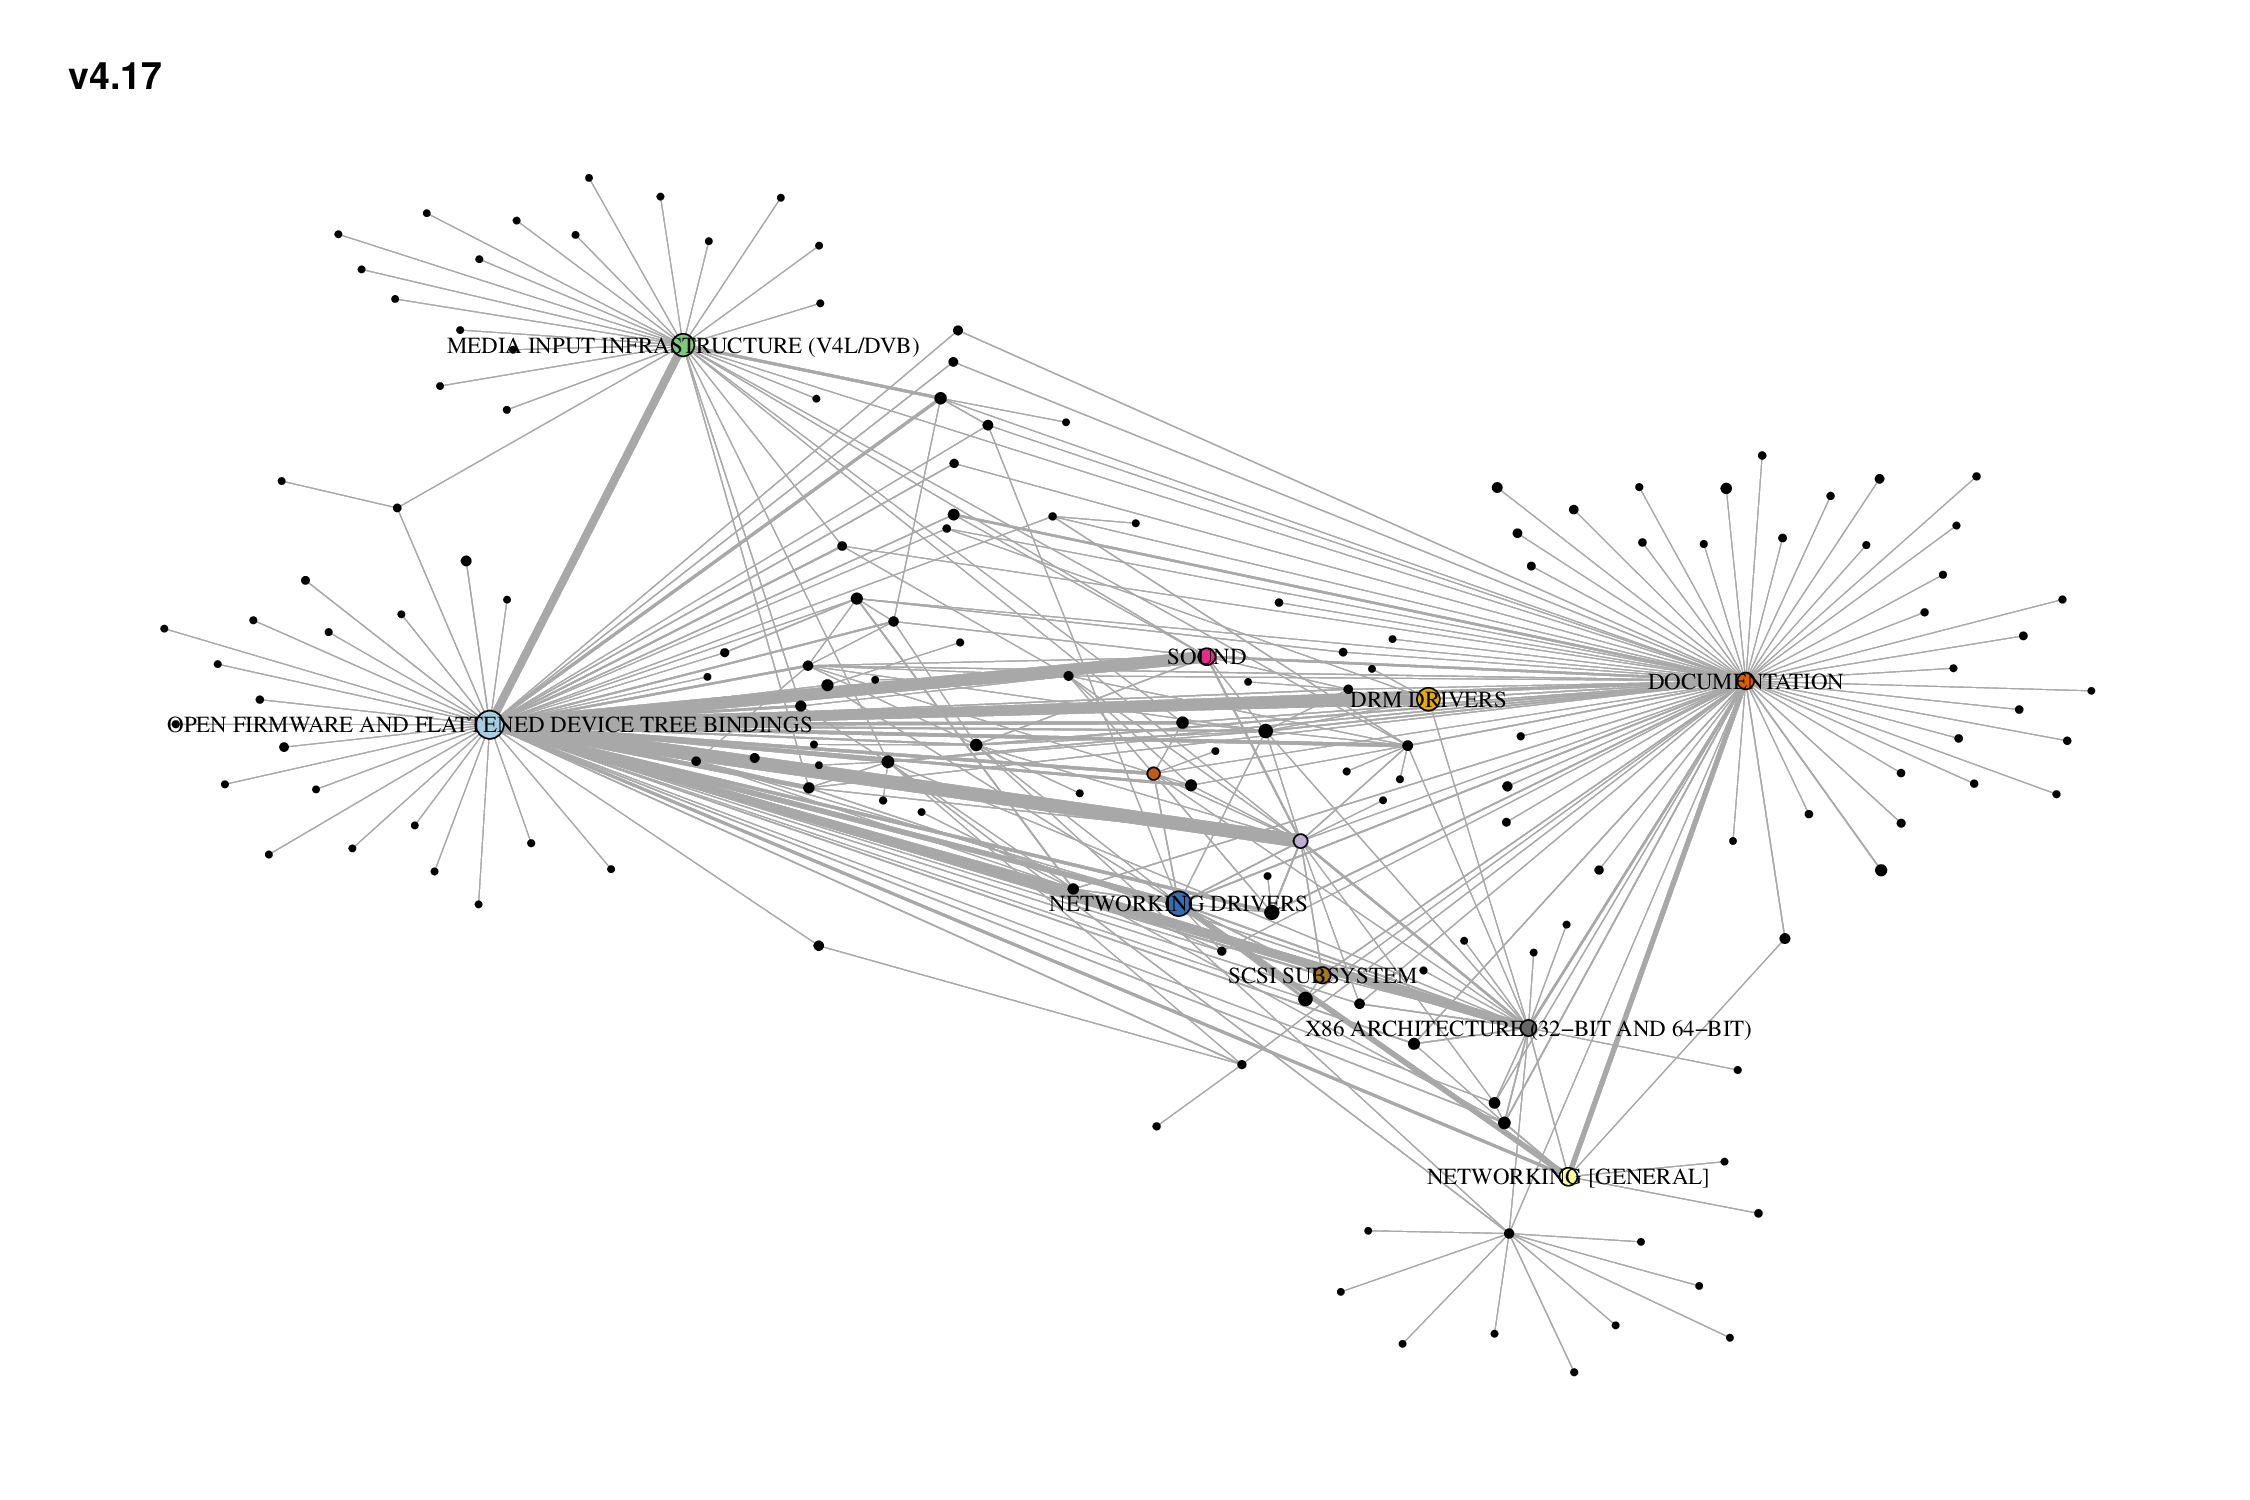 v4.17
MEDIA INPUT INFRASTRUCTURE (V4L/DVB)
SOUND
DOCUMENTATION
DRM DRIVERS
OPEN FIRMWARE AND FLATTENED DEVICE TREE BINDINGS
NETWORKING DRIVERS
SCSI SUBSYSTEM
X86 ARCHITECTURE (32−BIT AND 64−BIT)
NETWORKING [GENERAL]